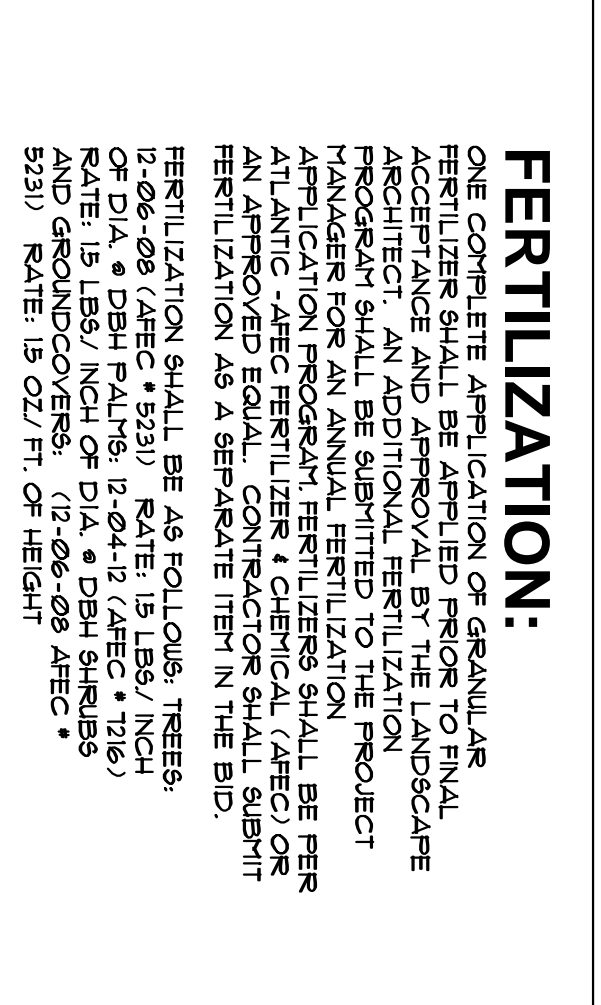 FERTILIZATION:
ONE COMPLETE APPLICATION OF GRANULAR
FERTILIZER SHALL BE APPLIED PRIOR TO FINAL
ACCEPTANCE AND APPROVAL BY THE LANDSCAPE
ARCHITECT. AN ADDITIONAL FERTILIZATION
PROGRAM SHALL BE SUBMITTED TO THE PROJECT
MANAGER FOR AN ANNUAL FERTILIZATION
APPLICATION PROGRAM. FERTILIZERS SHALL BE PER
ATLANTIC -AFEC FERTILIZER & CHEMICAL (AFEC) OR
AN APPROVED EQUAL. CONTRACTOR SHALL SUBMIT
FERTILIZATION AS A SEPARATE ITEM IN THE BID.
FERTILIZATION SHALL BE AS FOLLOWS: TREES:
12-06-08 (AFEC # 5231) RATE: 1.5 LBS./ INCH
OF DIA. @ DBH PALMS: 12-04-12 (AFEC # 7216)
RATE: 1.5 LBS./ INCH OF DIA. @ DBH SHRUBS
AND GROUNDCOVERS: (12-06-08 AFEC #
5231) RATE: 1.5 OZ./ FT. OF HEIGHT